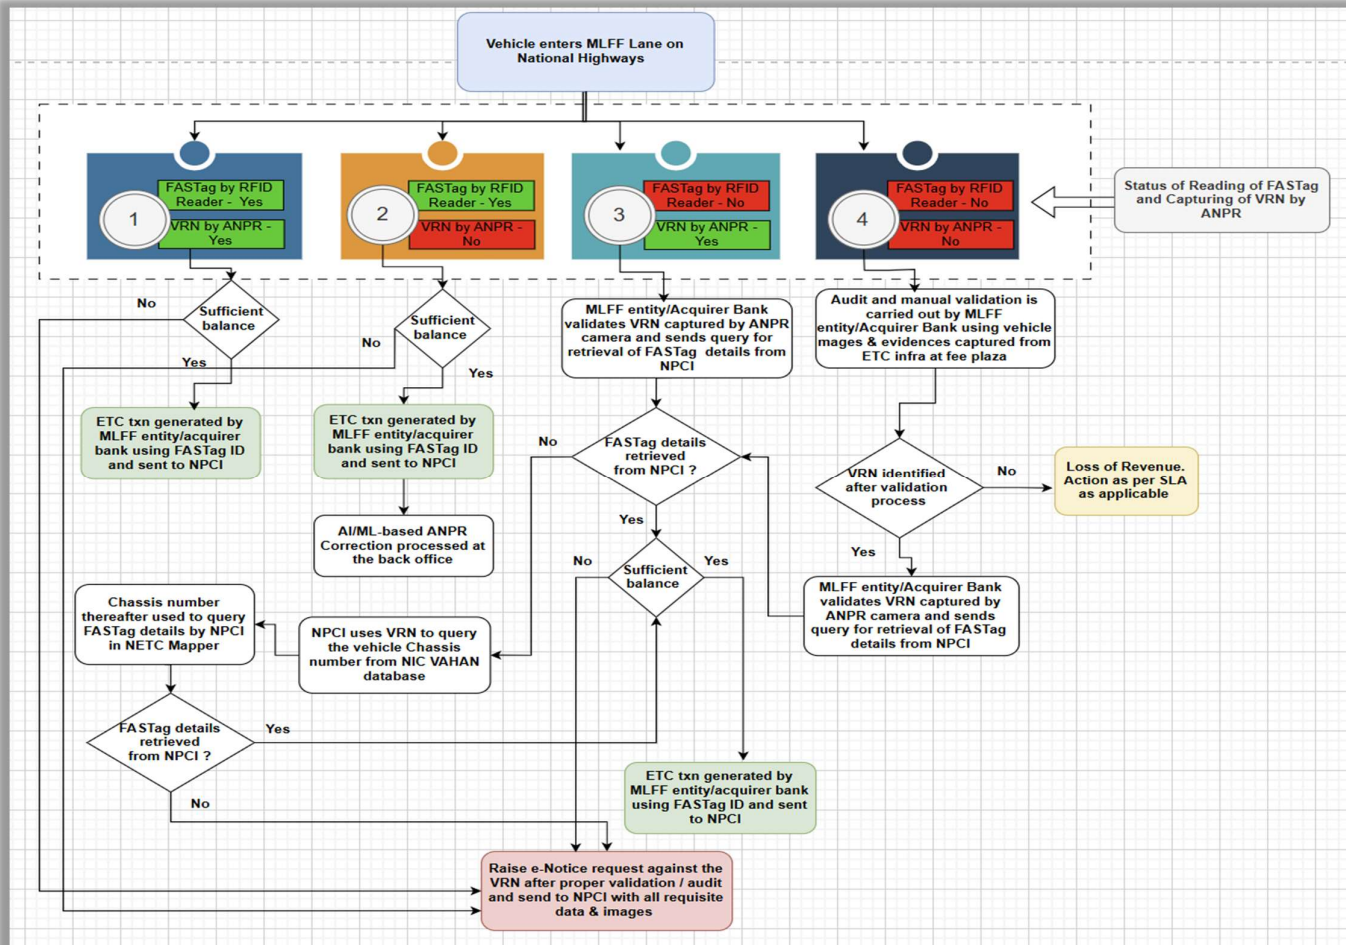 Vehicle enters MLFF Lane on
National Highways
FASTag by RFID
Reader - Yes
1
VRN by ANPR -
Yes
FASTag by RFID
Reader - Yes
2
VRN by ANPR -
No
FASTag by RFID
Reader - No
3
VRN by ANPR -
Yes
FASTag by RFID
Reader - No
4
VRN by ANPR -
No
Status of Reading of FASTag
and Capturing of VRN by
ANPR
No
Sufficient
balance
Yes
No
Sufficient
balance
Yes
MLFF entity/Acquirer Bank
validates VRN captured by ANPR
camera and sends query for
retrieval of FASTag details from
NPCI
Audit and manual validation is
carried out by MLFF
entity/Acquirer Bank using vehicle
mages & evidences captured from
ETC infra at fee plaza
ETC txn generated by
MLFF entity/acquirer
bank using FASTag ID
and sent to NPCI
ETC txn generated by
MLFF entity/acquirer
bank using FASTag ID
and sent to NPCI
No
FASTag details
retrieved
from NPCI ?
Yes
VRN identified
after validation
process
No
Yes
Loss of Revenue.
Action as per SLA
as applicable
AI/ML-based ANPR
Correction processed at
the back office
No
Sufficient
balance
Yes
MLFF entity/Acquirer Bank
validates VRN captured by
ANPR camera and sends
query for retrieval of FASTag
details from NPCI
Chassis number
thereafter used to query
FASTag details by NPCI
in NETC Mapper
NPCI uses VRN to query
the vehicle Chassis
number from NIC VAHAN
database
FASTag details
retrieved
from NPCI ?
Yes
No
ETC txn generated by
MLFF entity/acquirer bank
using FASTag ID and sent
to NPCI
Raise e-Notice request against the
VRN after proper validation / audit
and send to NPCI with all requisite
data & images